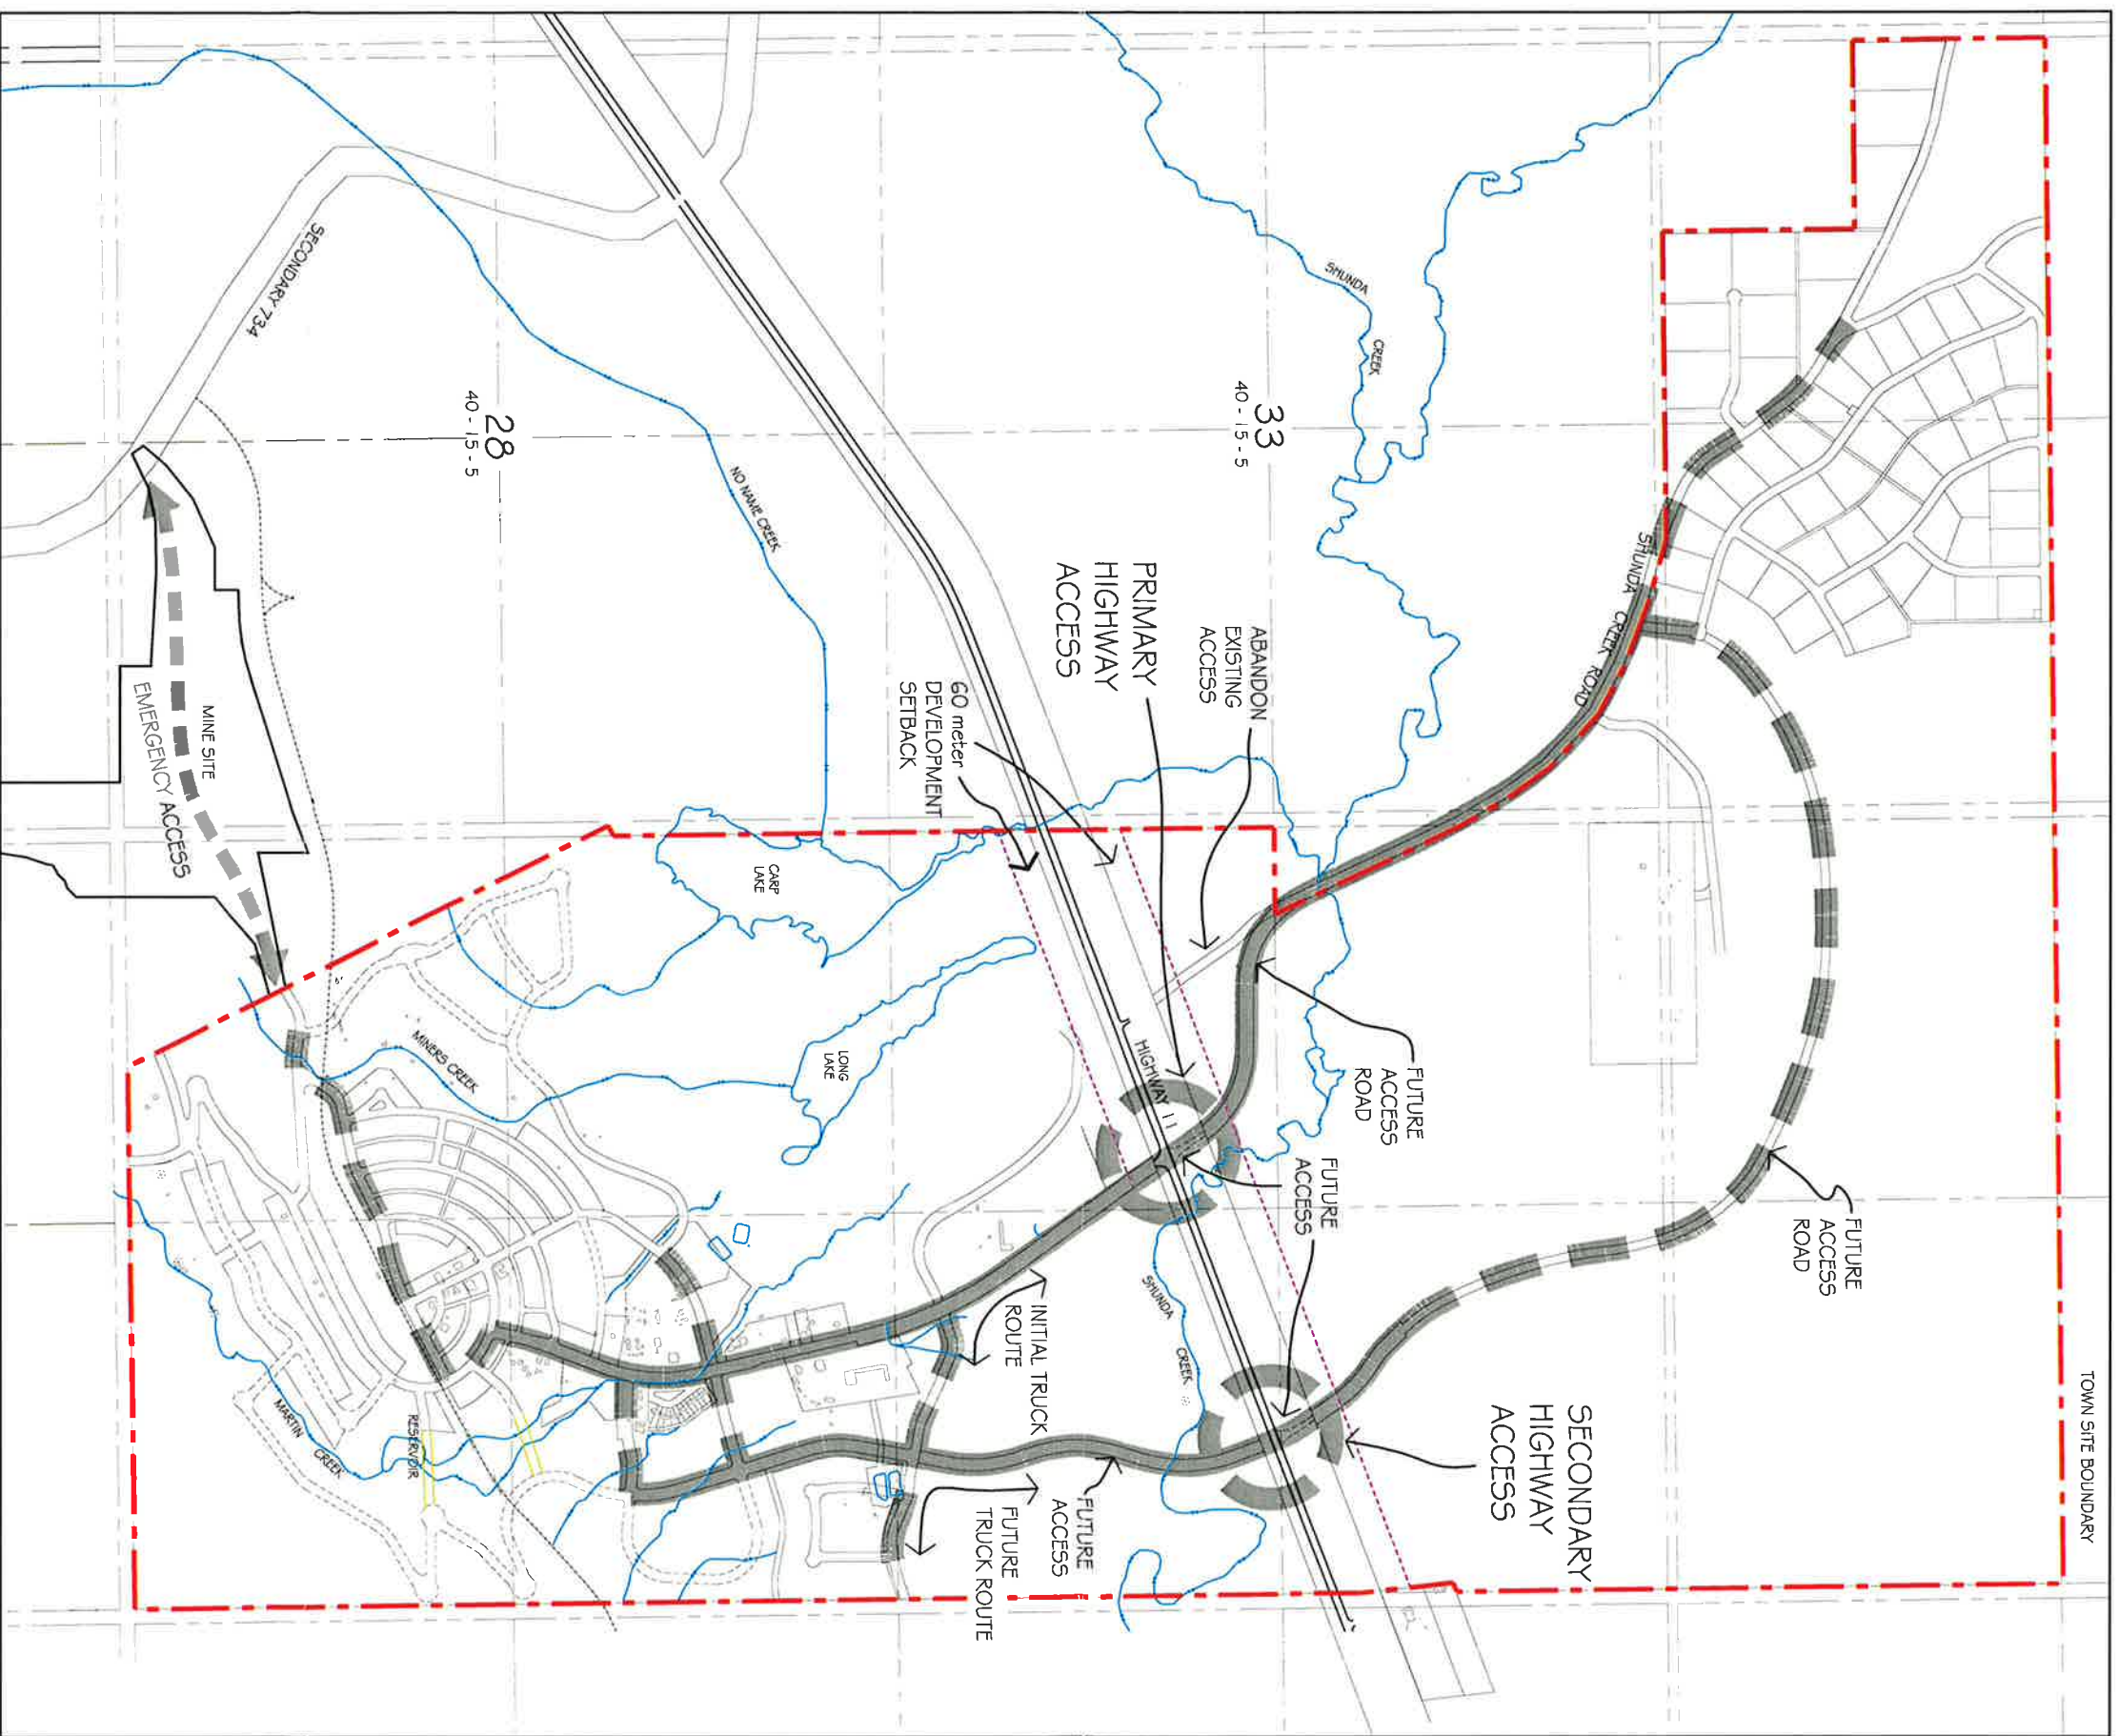 TOWN SITE BOUNDARY
SECONDARY
HIGHWAY
ACCESS
FUTURE
ACCESS
ROAD
SHUNDA CREEK ROAD
FUTURE
ACCESS
ROAD
FUTURE
ACCESS
SHUNDA
CREEK
33
40 - 15 - 5
ABANDON
EXISTING
ACCESS
PRIMARY
HIGHWAY
ACCESS
60 meter
DEVELOPMENT
SETBACK
HIGHWAY 11
SHUNDA
CREEK
FUTURE
ACCESS
INITIAL TRUCK
ROUTE
FUTURE
TRUCK ROUTE
NO NAME CREEK
CARP
LAKE
LONG
LAKE
28
40 - 15 - 5
MINERS CREEK
SECONDARY 734
MINE SITE
EMERGENCY ACCESS
RESERVOIR
MARTIN
CREEK